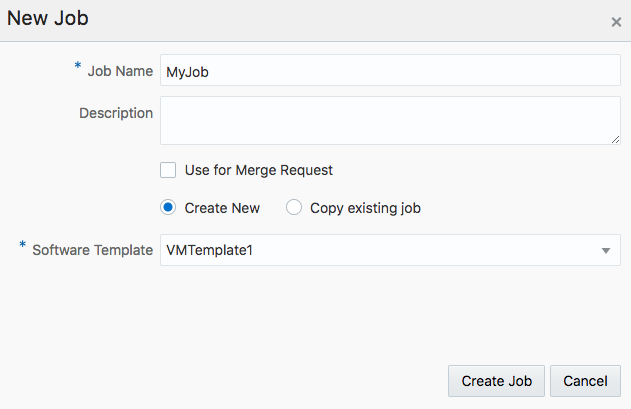 New Job
* Job Name MyJob
Description
Use for Merge Request
Create New Copy existing job
* Software Template VMTemplate1
Create Job Cancel